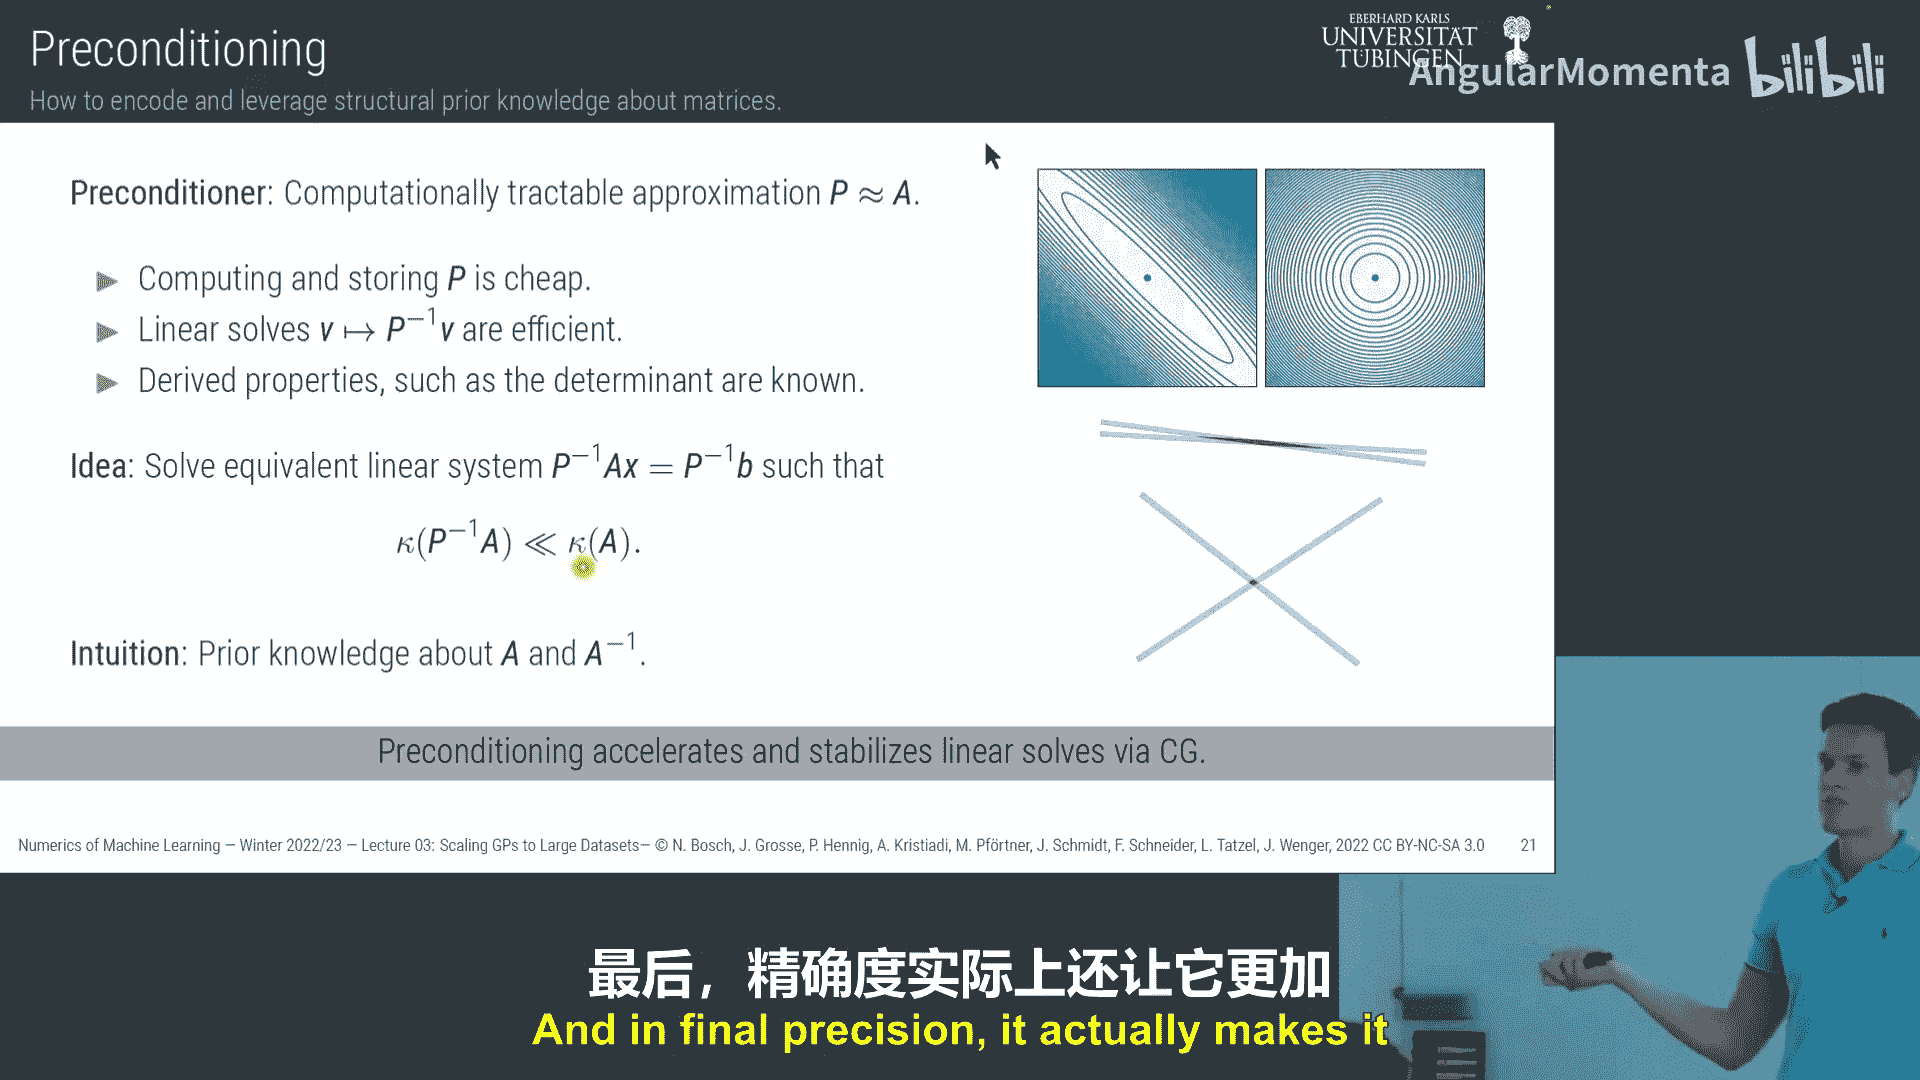 Preconditioning
How to encode and leverage structural prior knowledge about matrices.
EBERHARD KARLS
UNIVERSITÄT
TÜBINGEN
AngularMomenta bilibili
Preconditioner: Computationally tractable approximation P ≈ A.
▶ Computing and storing P is cheap.
▶ Linear solves v ↦ P⁻¹v are efficient.
▶ Derived properties, such as the determinant are known.
Idea: Solve equivalent linear system P⁻¹Ax = P⁻¹b such that
κ(P⁻¹A) ≪ κ(A).
Intuition: Prior knowledge about A and A⁻¹.
Preconditioning accelerates and stabilizes linear solves via CG.
Numerics of Machine Learning — Winter 2022/23 — Lecture 03: Scaling GPs to Large Datasets— © N. Bosch, J. Grosse, P. Hennig, A. Kristiadi, M. Pförtner, J. Schmidt, F. Schneider, L. Tatzel, J. Wenger, 2022 CC BY-NC-SA 3.0 21
最后，精确度实际上还让它更加
And in final precision, it actually makes it